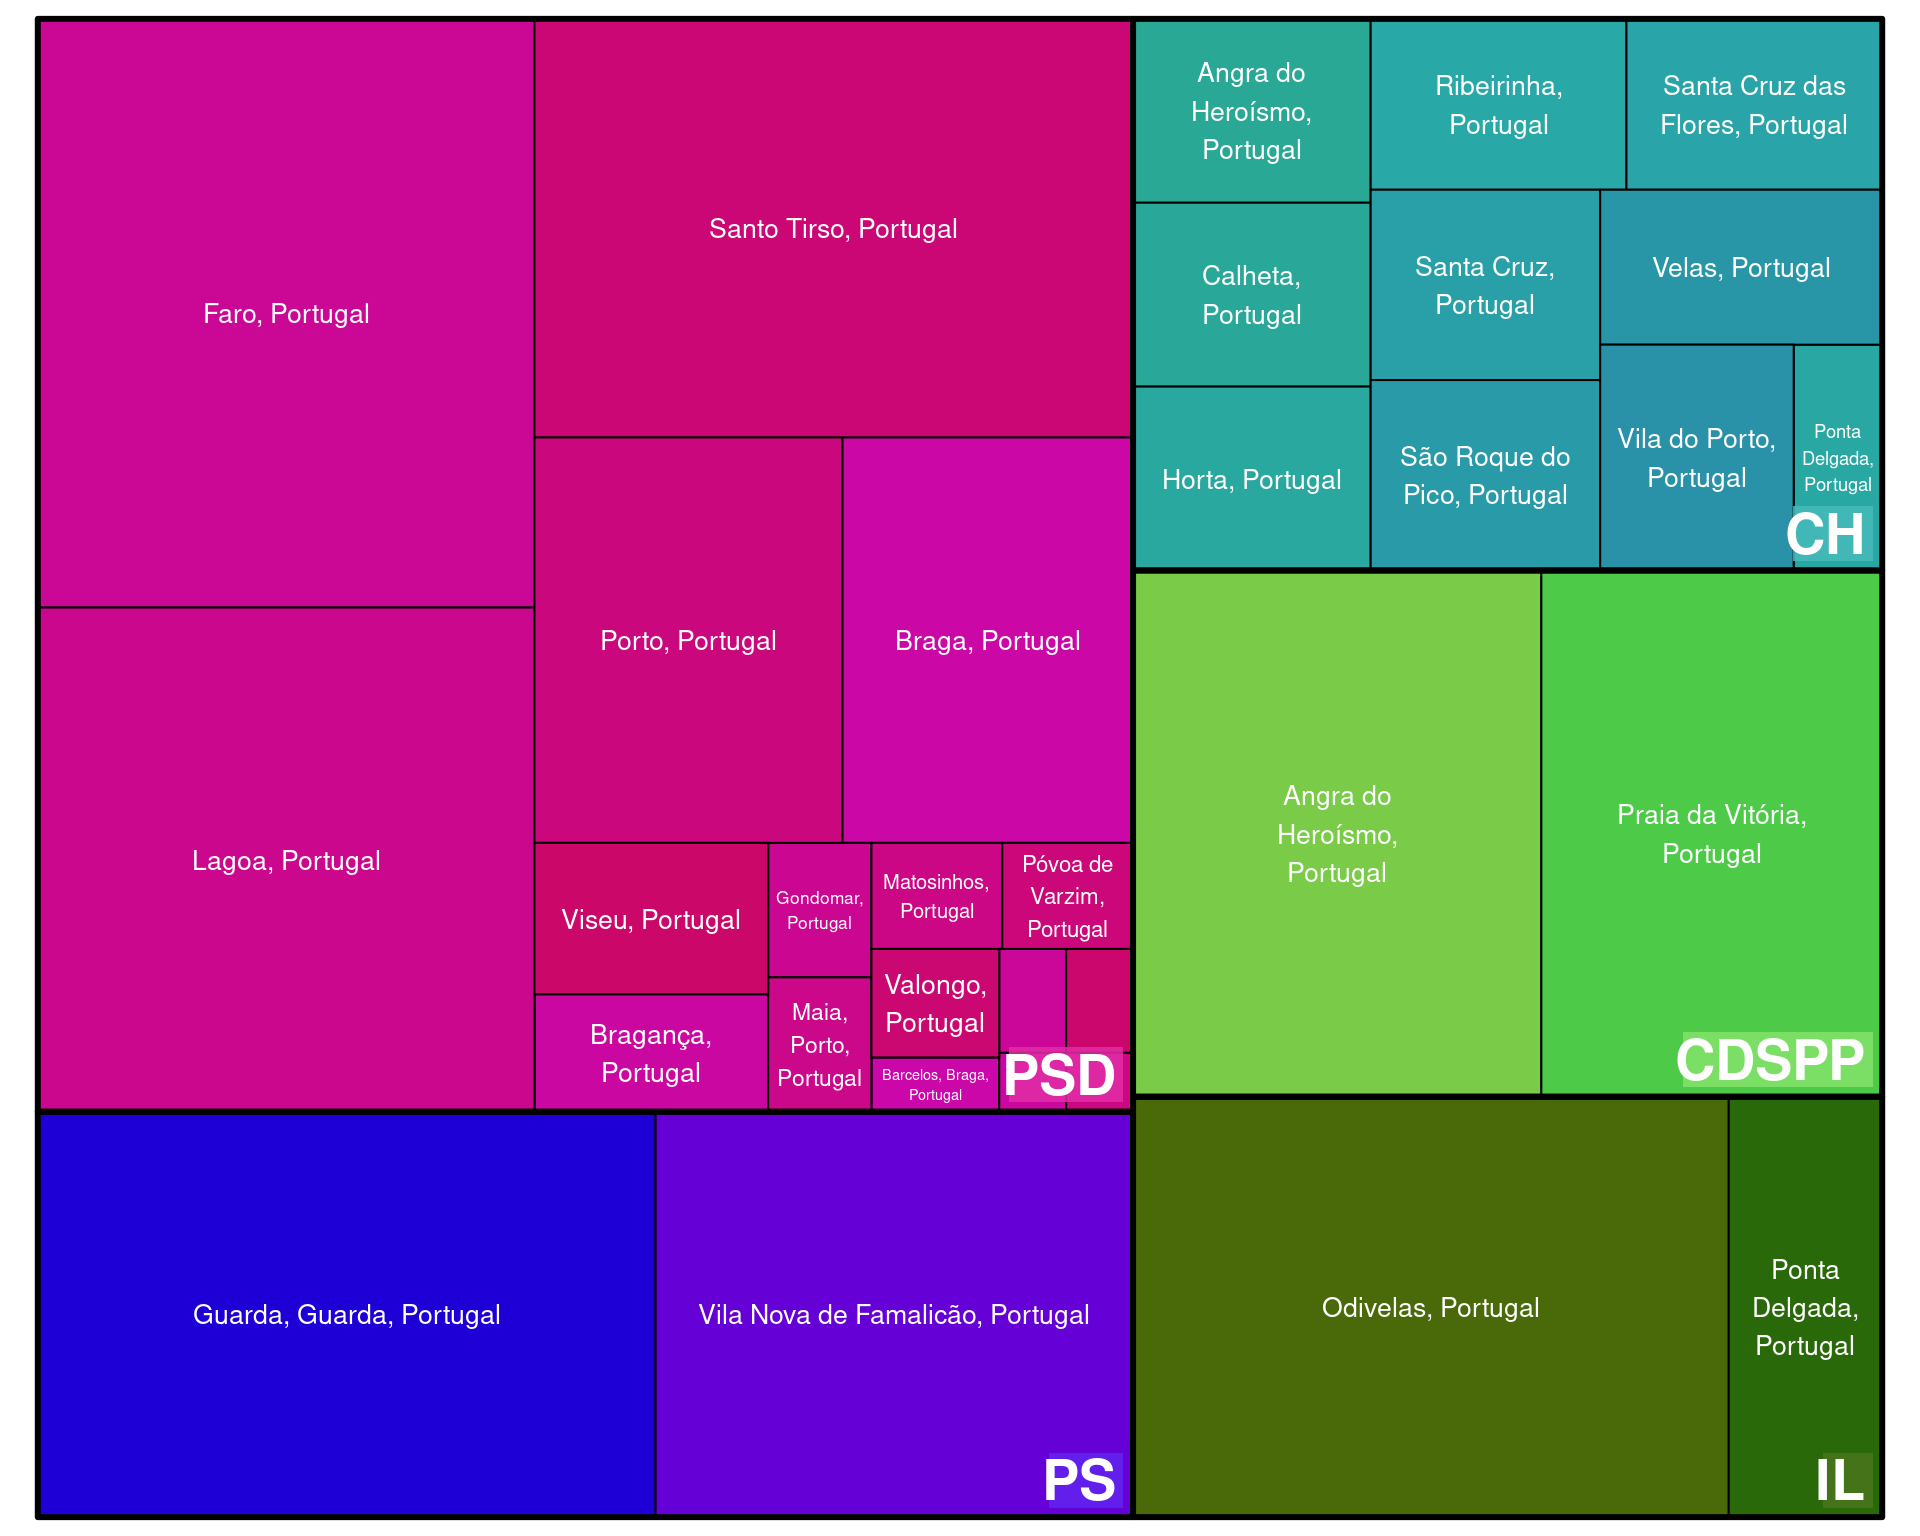 Faro, Portugal
Santo Tirso, Portugal
Lagoa, Portugal
Porto, Portugal
Braga, Portugal
Viseu, Portugal
Bragança,
Portugal
Gondomar,
Portugal
Maia,
Porto,
Portugal
Matosinhos,
Portugal
Póvoa de
Varzim,
Portugal
Valongo,
Portugal
Barcelos, Braga,
Portugal
PSD
Guarda, Guarda, Portugal
Vila Nova de Famalicão, Portugal
PS
Angra do
Heroísmo,
Portugal
Ribeirinha,
Portugal
Santa Cruz das
Flores, Portugal
Calheta,
Portugal
Santa Cruz,
Portugal
Velas, Portugal
Horta, Portugal
São Roque do
Pico, Portugal
Vila do Porto,
Portugal
Ponta
Delgada,
Portugal
CH
Angra do
Heroísmo,
Portugal
Praia da Vitória,
Portugal
CDSPP
Odivelas, Portugal
Ponta
Delgada,
Portugal
IL